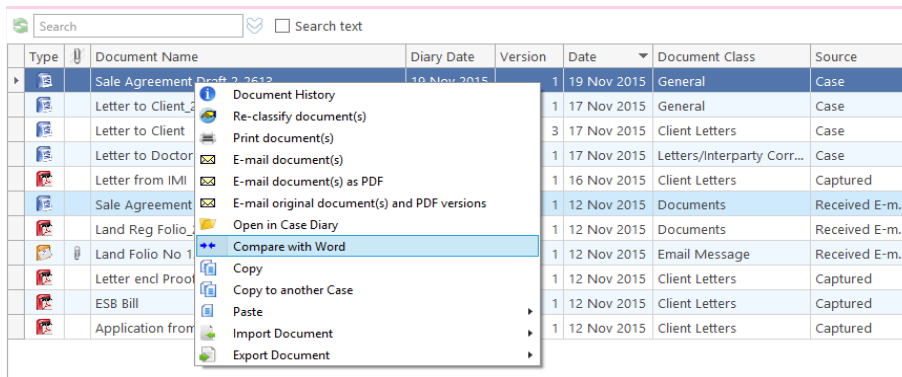 Search Search text
Type Document Name Diary Date Version Date Document Class Source
Sale Agreement Draft 2_2613 19 Nov 2015 1 19 Nov 2015 General Case
Letter to Client_2 1 17 Nov 2015 General Case
Letter to Client 3 17 Nov 2015 Client Letters Case
Letter to Doctor 1 17 Nov 2015 Letters/Interparty Corr... Case
Letter from IMI 1 16 Nov 2015 Client Letters Captured
Sale Agreement 1 12 Nov 2015 Documents Received E-m...
Land Reg Folio_ 1 12 Nov 2015 Documents Received E-m...
Land Folio No 1 1 12 Nov 2015 Email Message Received E-m...
Letter encl Proof 1 12 Nov 2015 Client Letters Captured
ESB Bill 1 12 Nov 2015 Client Letters Captured
Application from 1 12 Nov 2015 Client Letters Captured
Document History
Re-classify document(s)
Print document(s)
E-mail document(s)
E-mail document(s) as PDF
E-mail original document(s) and PDF versions
Open in Case Diary
Compare with Word
Copy
Copy to another Case
Paste
Import Document
Export Document